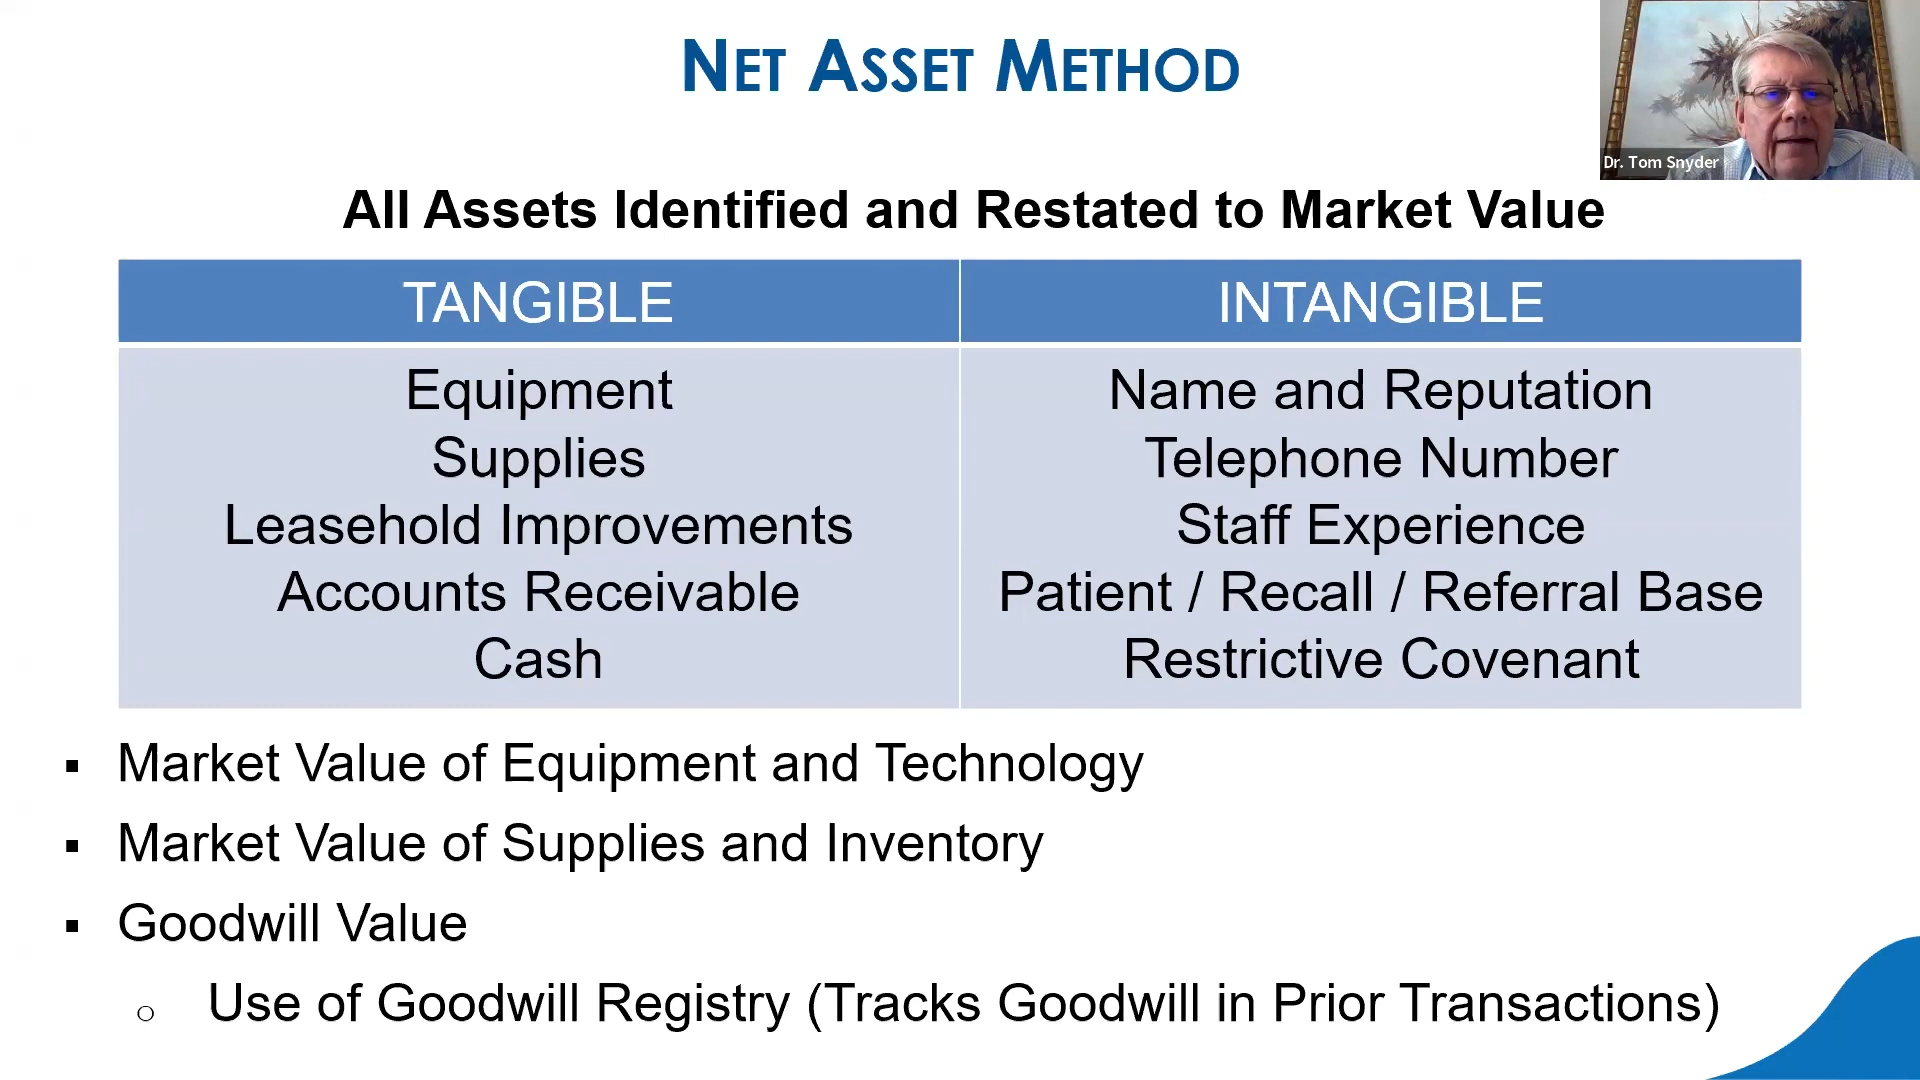 NET ASSET METHOD
Dr. Tom Snyder
All Assets Identified and Restated to Market Value
TANGIBLE
INTANGIBLE
Equipment
Supplies
Leasehold Improvements
Accounts Receivable
Cash
Name and Reputation
Telephone Number
Staff Experience
Patient / Recall / Referral Base
Restrictive Covenant
▪ Market Value of Equipment and Technology
▪ Market Value of Supplies and Inventory
▪ Goodwill Value
○ Use of Goodwill Registry (Tracks Goodwill in Prior Transactions)